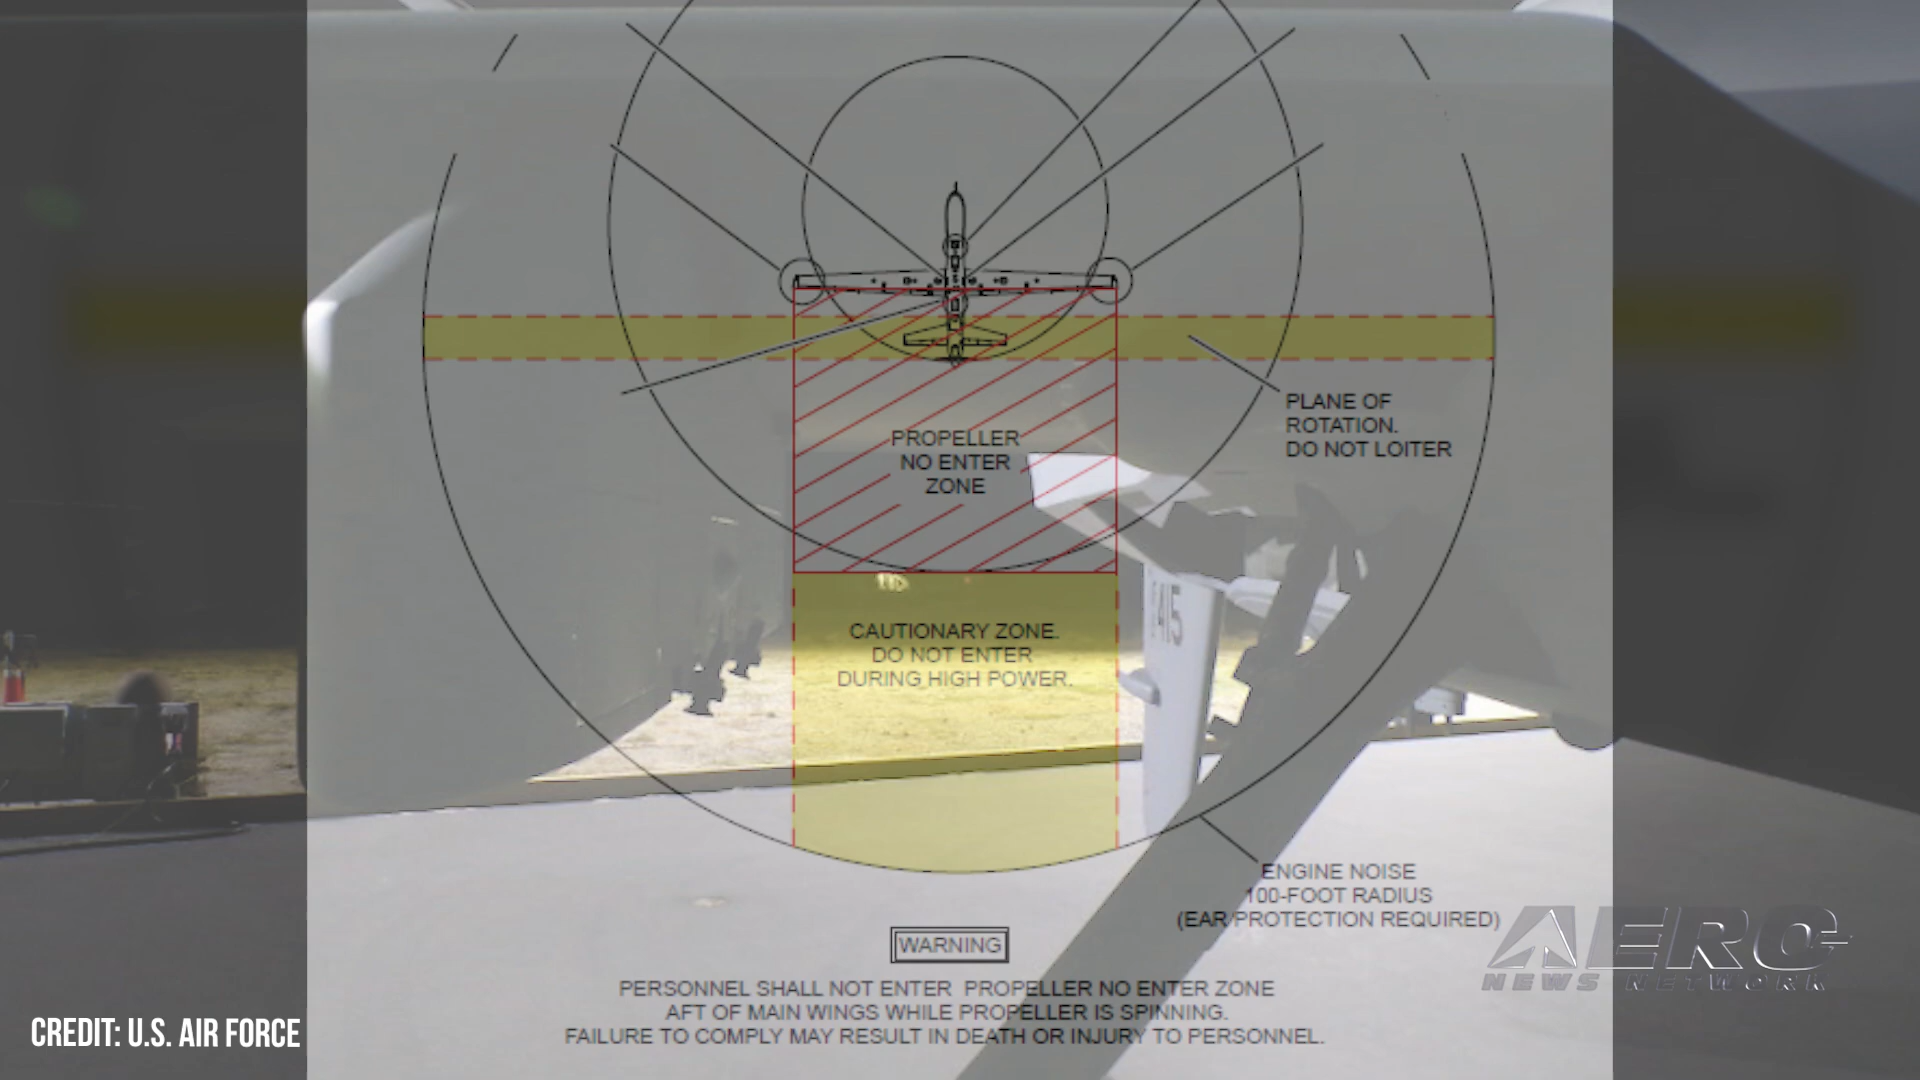 PLANE OF
ROTATION.
DO NOT LOITER
PROPELLER
NO ENTER
ZONE
415
CAUTIONARY ZONE.
DO NOT ENTER
DURING HIGH POWER.
ENGINE NOISE
100-FOOT RADIUS
(EAR PROTECTION REQUIRED)
WARNING
PERSONNEL SHALL NOT ENTER PROPELLER NO ENTER ZONE
AFT OF MAIN WINGS WHILE PROPELLER IS SPINNING.
FAILURE TO COMPLY MAY RESULT IN DEATH OR INJURY TO PERSONNEL.
AERO
NEWS NETWORK
CREDIT: U.S. AIR FORCE